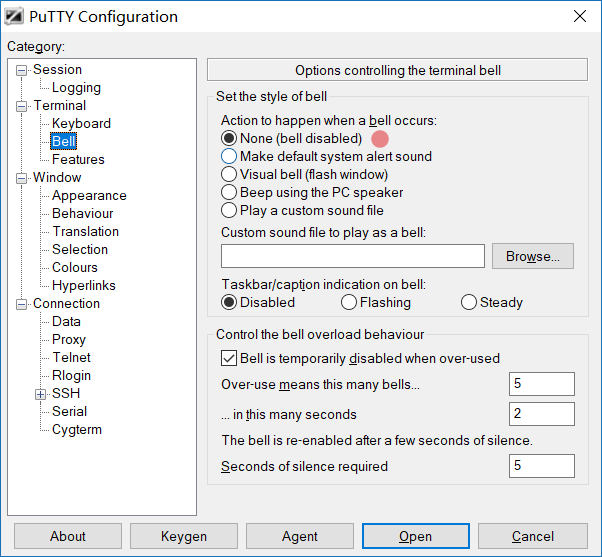 PuTTY Configuration
Category:
Session
Logging
Terminal
Keyboard
Bell
Features
Window
Appearance
Behaviour
Translation
Selection
Colours
Hyperlinks
Connection
Data
Proxy
Telnet
Rlogin
SSH
Serial
Cygterm
Options controlling the terminal bell
Set the style of bell
Action to happen when a bell occurs:
None (bell disabled)
Make default system alert sound
Visual bell (flash window)
Beep using the PC speaker
Play a custom sound file
Custom sound file to play as a bell:
Browse...
Taskbar/caption indication on bell:
Disabled Flashing Steady
Control the bell overload behaviour
Bell is temporarily disabled when over-used
Over-use means this many bells... 5
... in this many seconds 2
The bell is re-enabled after a few seconds of silence.
Seconds of silence required 5
About Keygen Agent Open Cancel